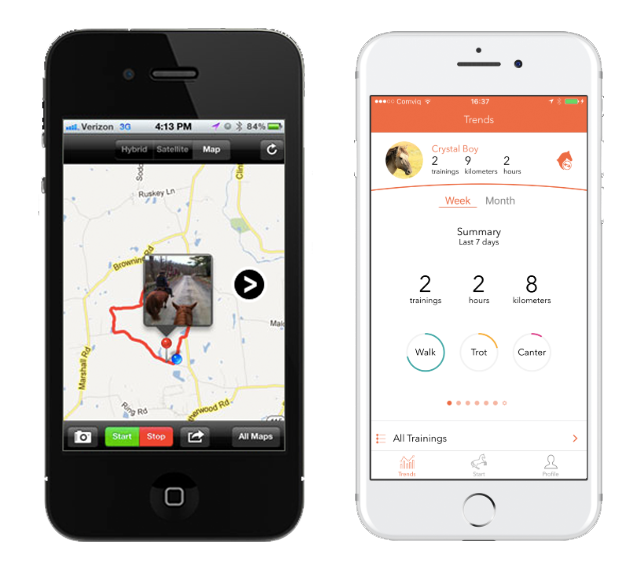 Verizon 3G 4:13 PM 84%
Hybrid Satellite Map
Ruskey Ln
Browning Rd
Marshall Rd
Ring Rd
Start Stop All Maps
Comviq 16:37
Trends
Crystal Boy
2 9 2
trainings kilometers hours
Week Month
Summary
Last 7 days
2 2 8
trainings hours kilometers
Walk Trot Canter
All Trainings
Trends Start Profile